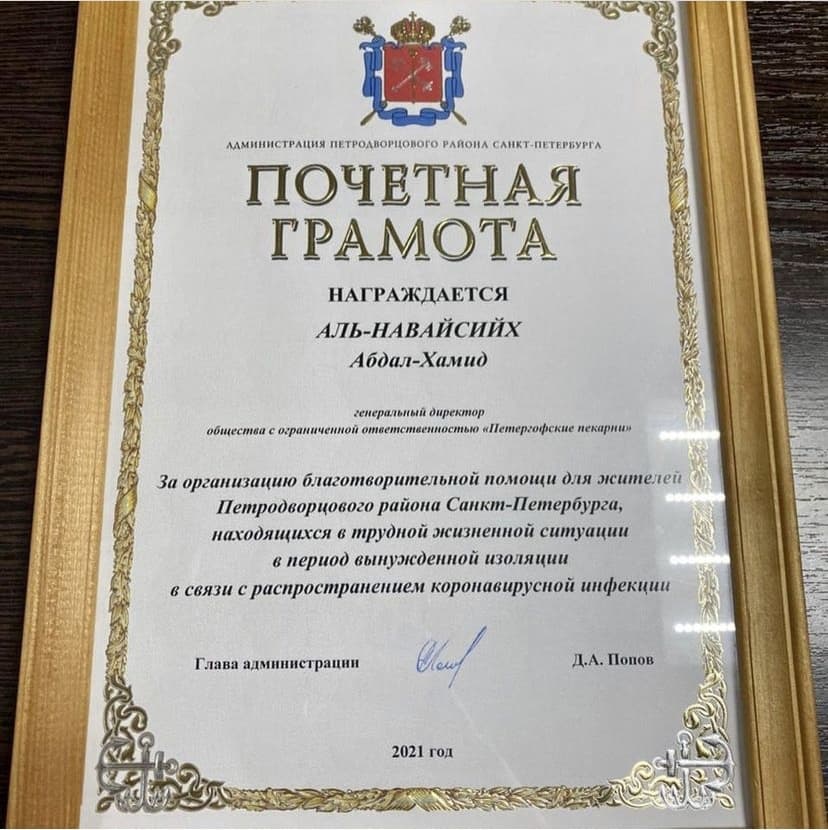 АДМИНИСТРАЦИЯ ПЕТРОДВОРЦОВОГО РАЙОНА САНКТ-ПЕТЕРБУРГА
ПОЧЕТНАЯ
ГРАМОТА
НАГРАЖДАЕТСЯ
АЛЬ-НАВАЙСИЙХ
Абдал-Хамид
генеральный директор
общества с ограниченной ответственностью «Петергофские пекарни»
За организацию благотворительной помощи для жителей
Петродворцового района Санкт-Петербурга,
находящихся в трудной жизненной ситуации
в период вынужденной изоляции
в связи с распространением коронавирусной инфекции
Глава администрации Д.А. Попов
2021 год